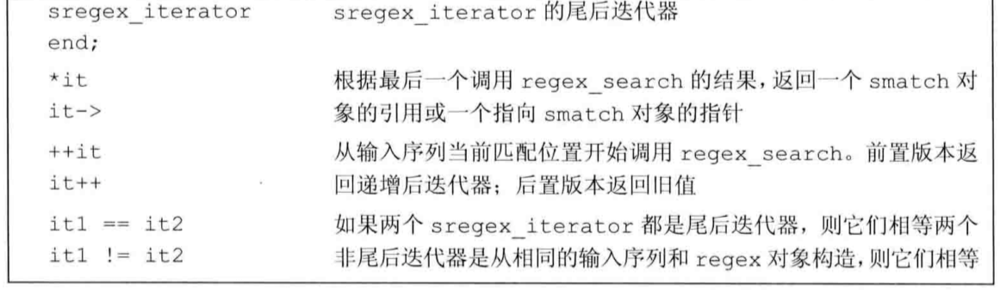 sregex_iterator sregex_iterator 的尾后迭代器
end;
*it 根据最后一个调用 regex_search 的结果,返回一个 smatch 对
it-> 象的引用或一个指向 smatch 对象的指针
++it 从输入序列当前匹配位置开始调用 regex_search。前置版本返
it++ 回递增后迭代器；后置版本返回旧值
it1 == it2 如果两个 sregex_iterator 都是尾后迭代器，则它们相等两个
it1 != it2 非尾后迭代器是从相同的输入序列和 regex 对象构造,则它们相等